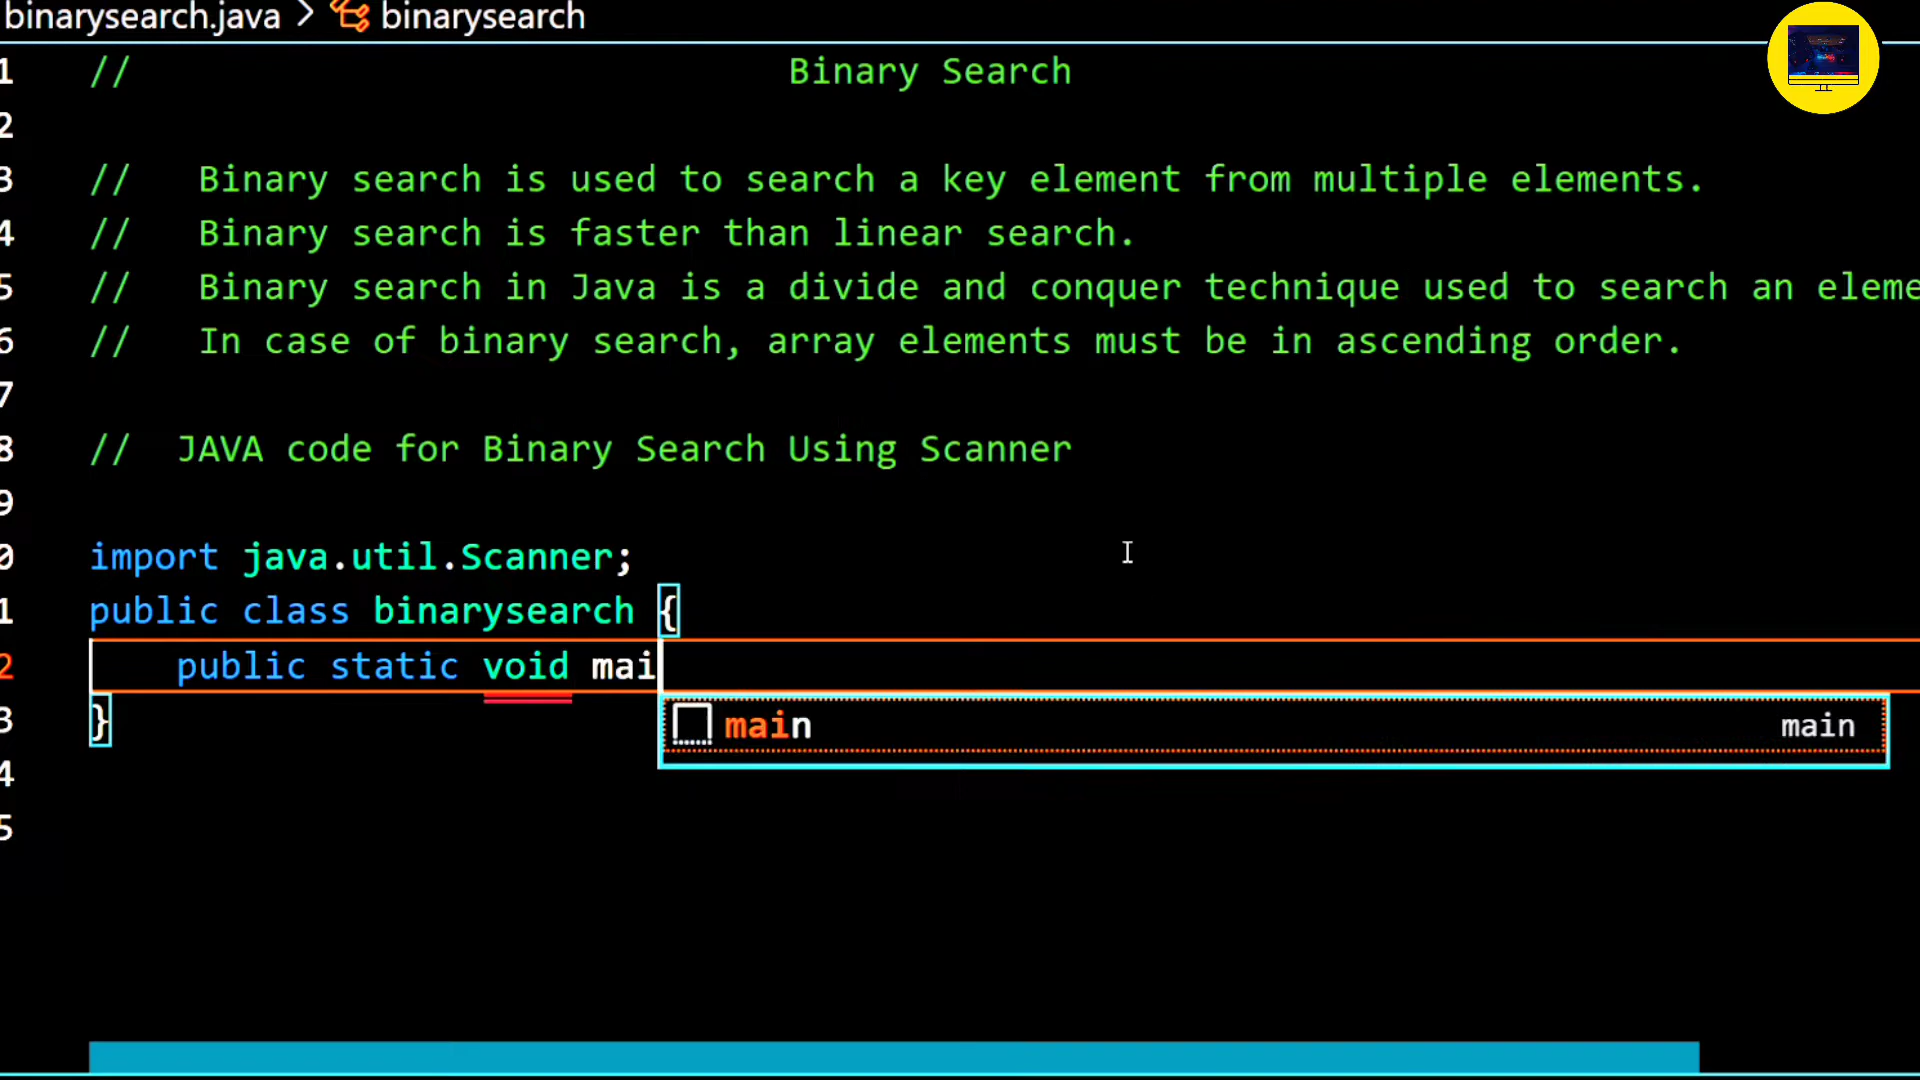 binarysearch.java > binarysearch
1 // Binary Search
2
3 // Binary search is used to search a key element from multiple elements.
4 // Binary search is faster than linear search.
5 // Binary search in Java is a divide and conquer technique used to search an eleme
6 // In case of binary search, array elements must be in ascending order.
7
8 // JAVA code for Binary Search Using Scanner
9
0 import java.util.Scanner;
1 public class binarysearch {
2 public static void mai
main main
3 }
4
5